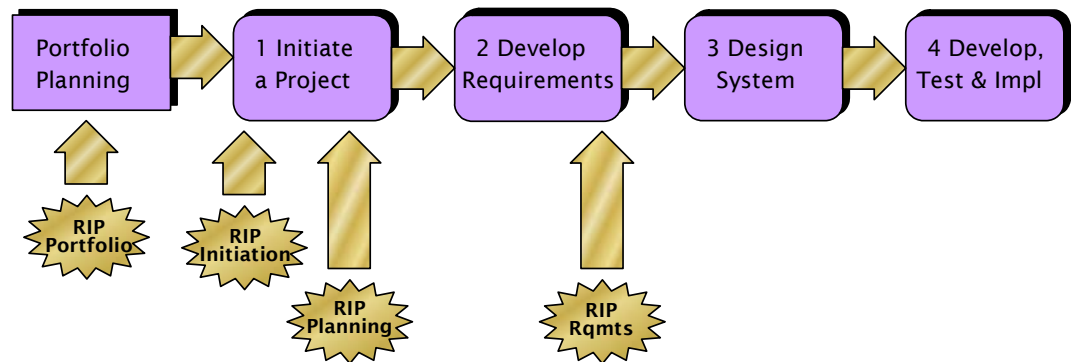 Portfolio
Planning
1 Initiate
a Project
2 Develop
Requirements
3 Design
System
4 Develop,
Test & Impl
RIP
Portfolio
RIP
Initiation
RIP
Planning
RIP
Rqmts